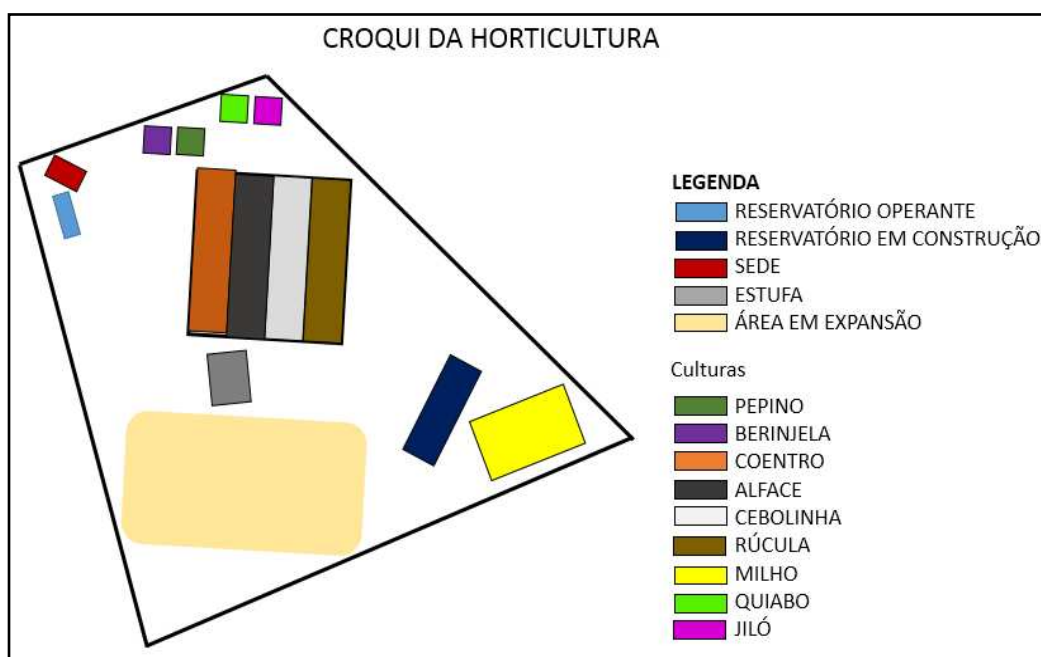 CROQUI DA HORTICULTURA
LEGENDA
RESERVATÓRIO OPERANTE
RESERVATÓRIO EM CONSTRUÇÃO
SEDE
ESTUFA
ÁREA EM EXPANSÃO
Culturas
PEPINO
BERINJELA
COENTRO
ALFACE
CEBOLINHA
RÚCULA
MILHO
QUIABO
JILÓ